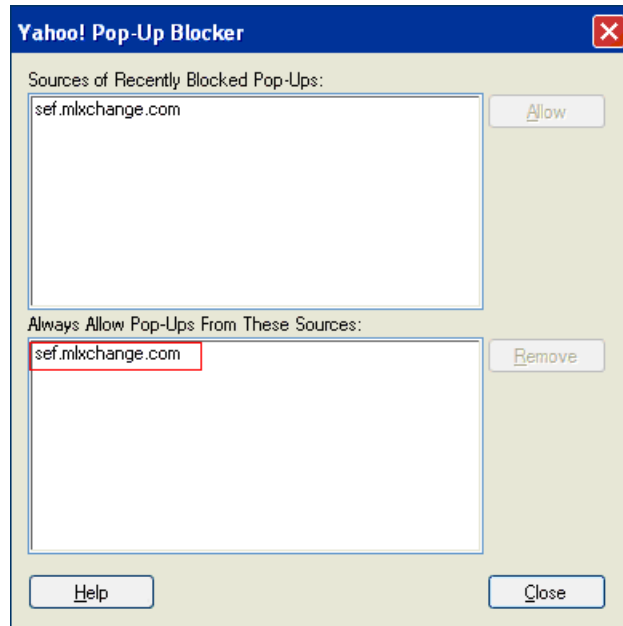 Yahoo! Pop-Up Blocker
Sources of Recently Blocked Pop-Ups:
sef.mlxchange.com
Allow
Always Allow Pop-Ups From These Sources:
sef.mlxchange.com
Remove
Help
Close